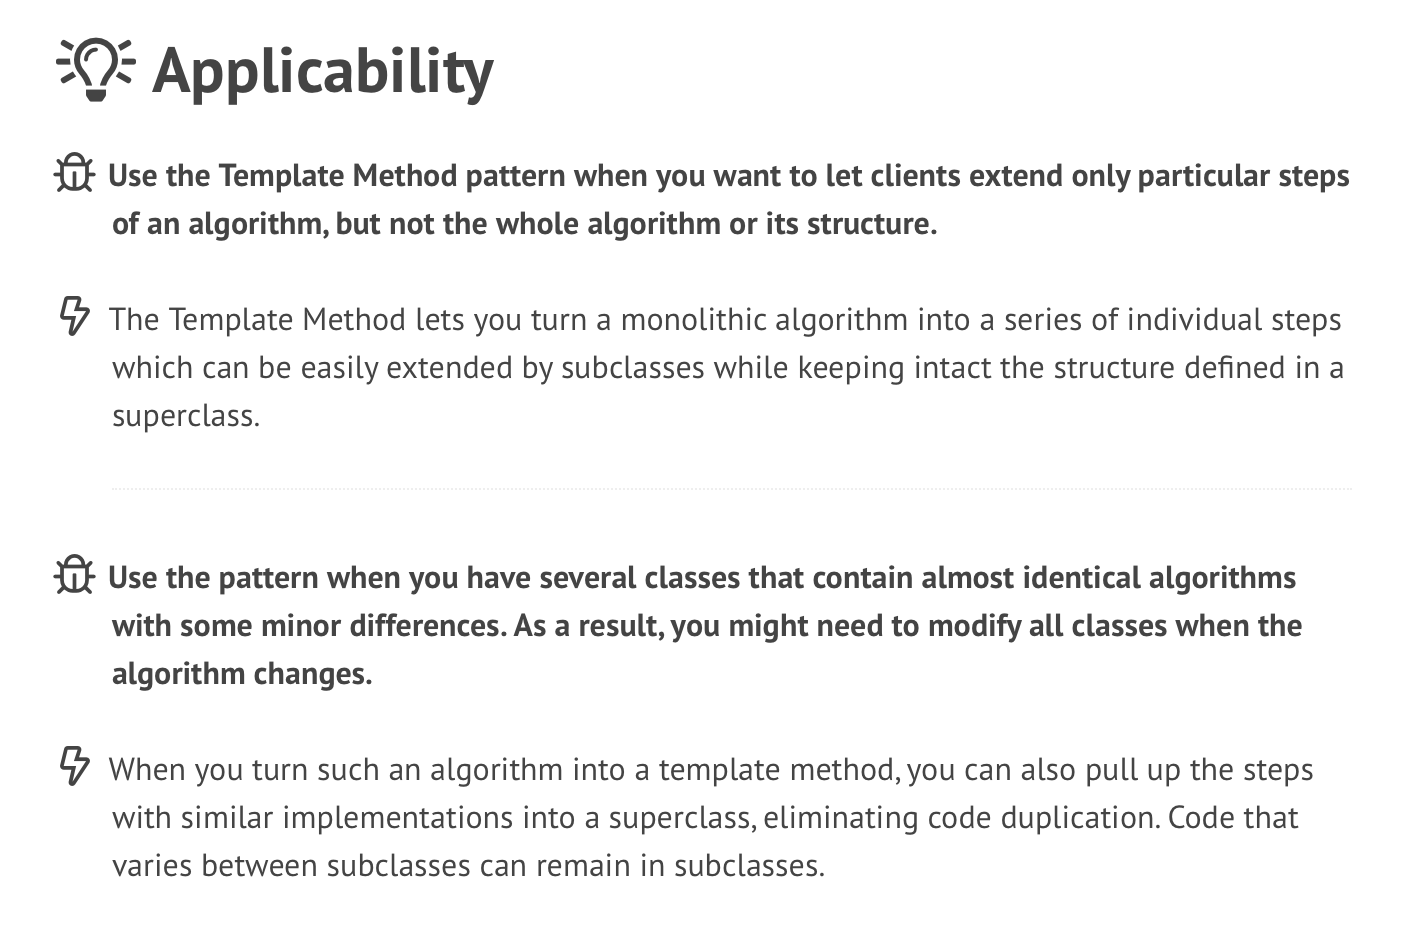 Applicability
Use the Template Method pattern when you want to let clients extend only particular steps
of an algorithm, but not the whole algorithm or its structure.
The Template Method lets you turn a monolithic algorithm into a series of individual steps
which can be easily extended by subclasses while keeping intact the structure defined in a
superclass.
Use the pattern when you have several classes that contain almost identical algorithms
with some minor differences. As a result, you might need to modify all classes when the
algorithm changes.
When you turn such an algorithm into a template method, you can also pull up the steps
with similar implementations into a superclass, eliminating code duplication. Code that
varies between subclasses can remain in subclasses.